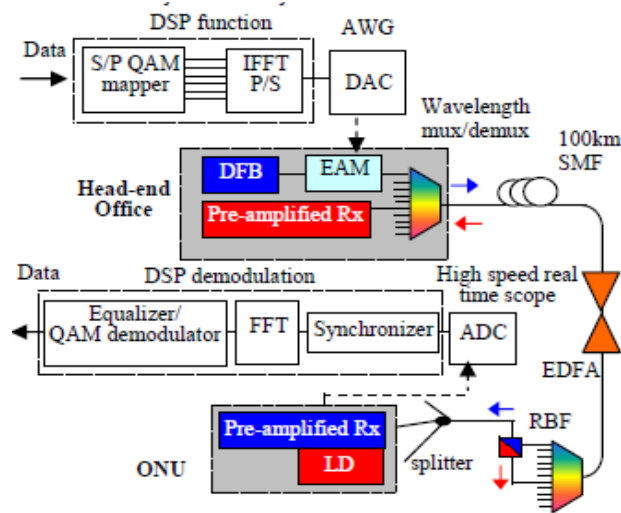 DSP function
AWG
Data
S/P QAM
mapper
IFFT
P/S
DAC
Wavelength
mux/demux
100km
SMF
DFB
EAM
Head-end
Office
Pre-amplified Rx
Data
DSP demodulation
High speed real
time scope
Equalizer/
QAM demodulator
FFT
Synchronizer
ADC
EDFA
Pre-amplified Rx
RBF
LD
ONU
splitter